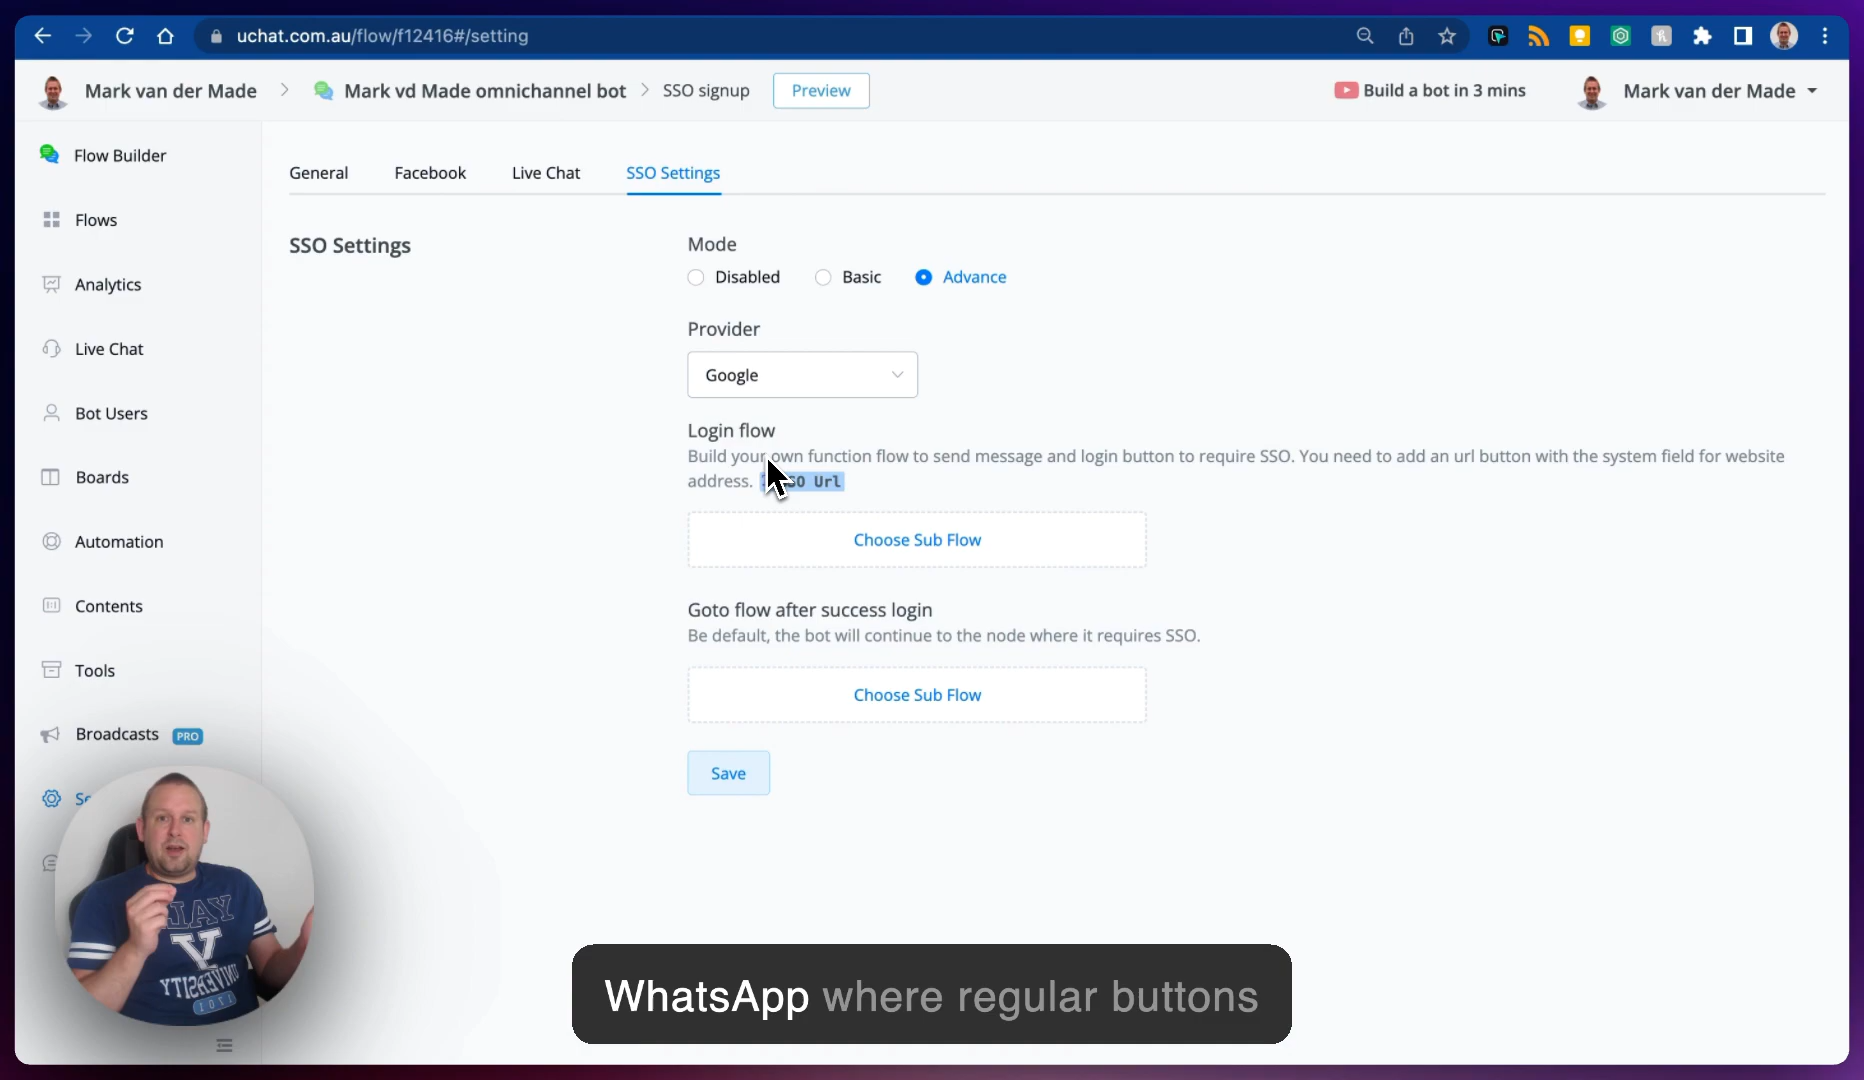 uchat.com.au/flow/f12416#/setting
Mark van der Made
Mark vd Made omnichannel bot
SSO signup
Preview
Build a bot in 3 mins
Mark van der Made
Flow Builder
Flows
Analytics
Live Chat
Bot Users
Boards
Automation
Contents
Tools
Broadcasts PRO
General
Facebook
Live Chat
SSO Settings
SSO Settings
Mode
Disabled
Basic
Advance
Provider
Google
Login flow
Build your own function flow to send message and login button to require SSO. You need to add an url button with the system field for website
address. Url
Choose Sub Flow
Goto flow after success login
Be default, the bot will continue to the node where it requires SSO.
Choose Sub Flow
Save
YALE
Y
UNIVERSITY
1701
WhatsApp where regular buttons